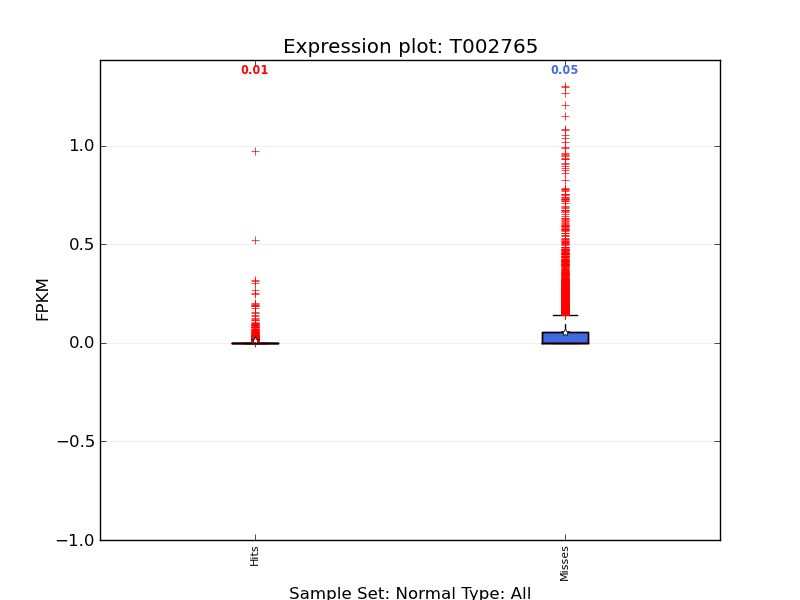 Expression plot: T002765
0.01
0.05
1.0
0.5
0.0
−0.5
−1.0
FPKM
Hits
Misses
Sample Set: Normal Type: All